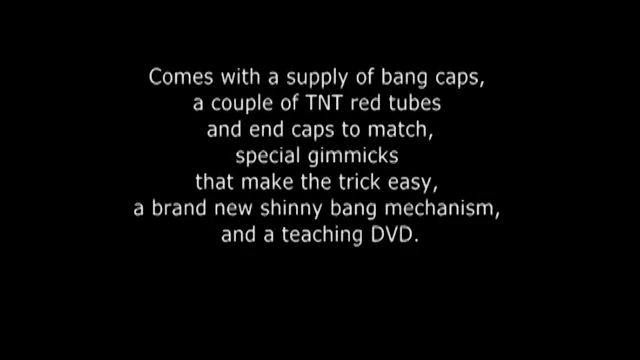 Comes with a supply of bang caps,
a couple of TNT red tubes
and end caps to match,
special gimmicks
that make the trick easy,
a brand new shinny bang mechanism,
and a teaching DVD.